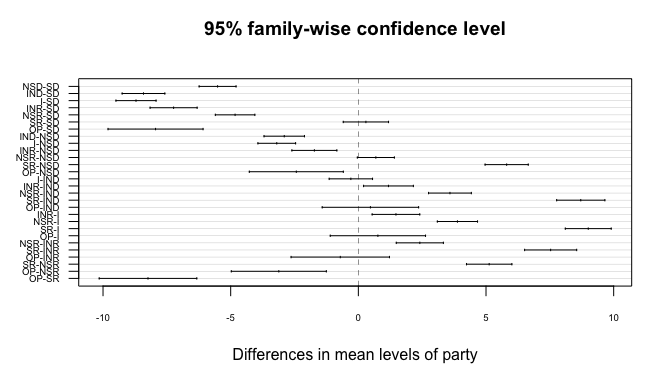 95% family-wise confidence level
NSD-SD
IND-SD
I-SD
INR-SD
NSR-SD
SR-SD
OP-SD
IND-NSD
I-NSD
INR-NSD
NSR-NSD
SR-NSD
OP-NSD
I-IND
INR-IND
NSR-IND
SR-IND
OP-IND
INR-I
NSR-I
SR-I
OP-I
NSR-INR
SR-INR
OP-INR
SR-NSR
OP-NSR
OP-SR
-10 -5 0 5 10
Differences in mean levels of party